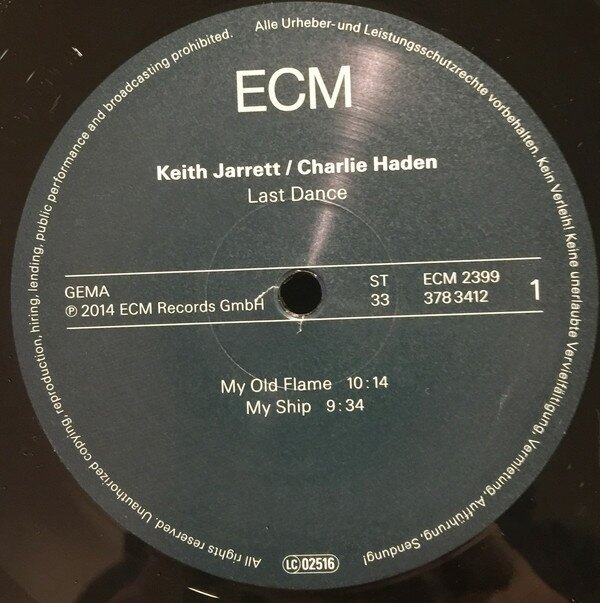 ECM
Keith Jarrett / Charlie Haden
Last Dance
GEMA
℗ 2014 ECM Records GmbH
ST
33
ECM 2399
378 3412
1
My Old Flame 10:14
My Ship 9:34
Alle Urheber- und Leistungsschutzrechte vorbehalten. Kein Verleih! Keine unerlaubte Vervielfältigung, Vermietung, Aufführung, Sendung!
All rights reserved. Unauthorized copying, reproduction, hiring, lending, public performance and broadcasting prohibited.
LC 02516